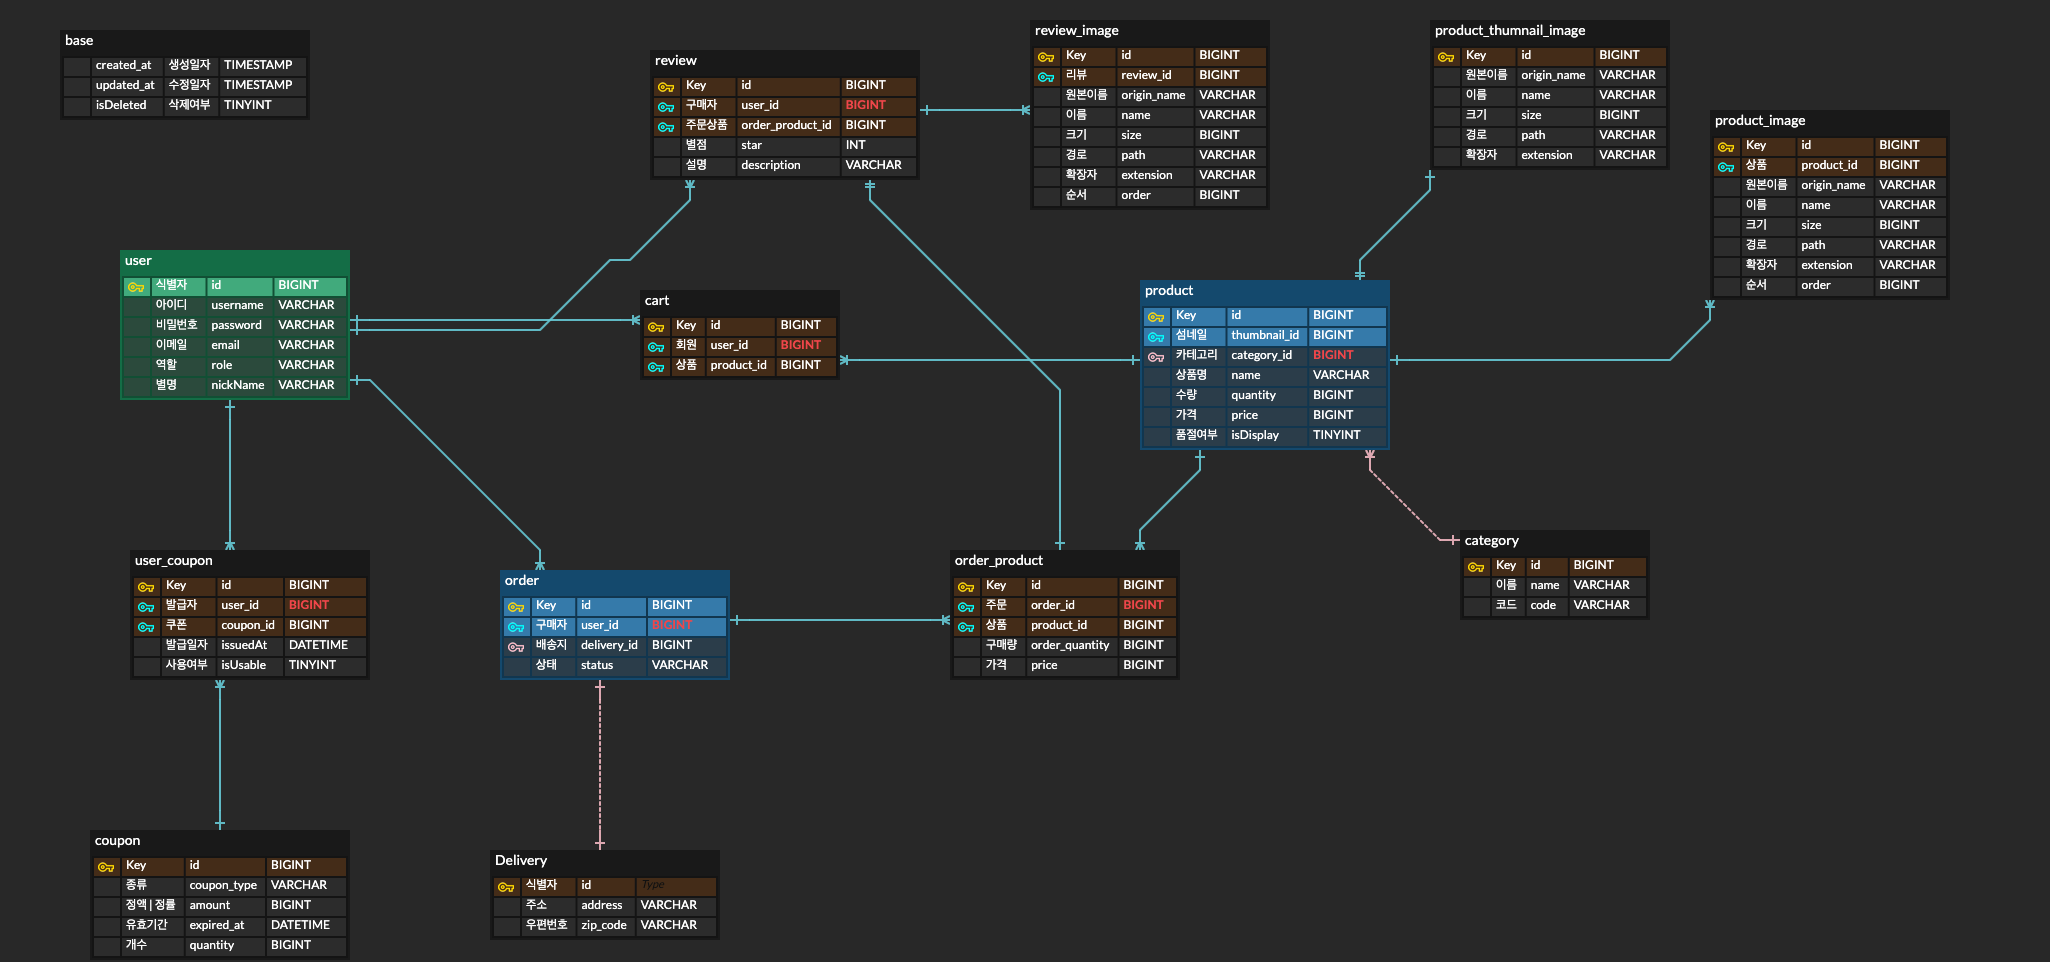 base
created_at 생성일자 TIMESTAMP
updated_at 수정일자 TIMESTAMP
isDeleted 삭제여부 TINYINT
review
Key id BIGINT
구매자 user_id BIGINT
주문상품 order_product_id BIGINT
별점 star INT
설명 description VARCHAR
review_image
Key id BIGINT
리뷰 review_id BIGINT
원본이름 origin_name VARCHAR
이름 name VARCHAR
크기 size BIGINT
경로 path VARCHAR
확장자 extension VARCHAR
순서 order BIGINT
product_thumnail_image
Key id BIGINT
원본이름 origin_name VARCHAR
이름 name VARCHAR
크기 size BIGINT
경로 path VARCHAR
확장자 extension VARCHAR
product_image
Key id BIGINT
상품 product_id BIGINT
원본이름 origin_name VARCHAR
이름 name VARCHAR
크기 size BIGINT
경로 path VARCHAR
확장자 extension VARCHAR
순서 order BIGINT
user
식별자 id BIGINT
아이디 username VARCHAR
비밀번호 password VARCHAR
이메일 email VARCHAR
역할 role VARCHAR
별명 nickName VARCHAR
cart
Key id BIGINT
회원 user_id BIGINT
상품 product_id BIGINT
product
Key id BIGINT
섬네일 thumbnail_id BIGINT
카테고리 category_id BIGINT
상품명 name VARCHAR
수량 quantity BIGINT
가격 price BIGINT
품절여부 isDisplay TINYINT
user_coupon
Key id BIGINT
발급자 user_id BIGINT
쿠폰 coupon_id BIGINT
발급일자 issuedAt DATETIME
사용여부 isUsable TINYINT
order
Key id BIGINT
구매자 user_id BIGINT
배송지 delivery_id BIGINT
상태 status VARCHAR
order_product
Key id BIGINT
주문 order_id BIGINT
상품 product_id BIGINT
구매량 order_quantity BIGINT
가격 price BIGINT
category
Key id BIGINT
이름 name VARCHAR
코드 code VARCHAR
coupon
Key id BIGINT
종류 coupon_type VARCHAR
정액 | 정률 amount BIGINT
유효기간 expired_at DATETIME
개수 quantity BIGINT
Delivery
식별자 id Type
주소 address VARCHAR
우편번호 zip_code VARCHAR